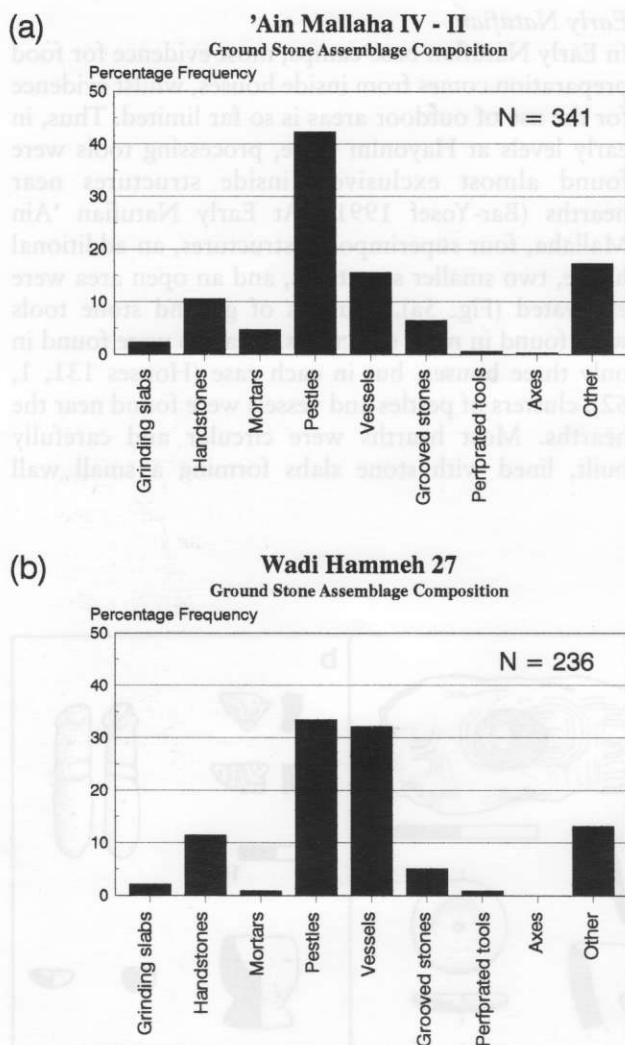 (a)
'Ain Mallaha IV - II
Ground Stone Assemblage Composition
Percentage Frequency
N = 341
50
40
30
20
10
0
Grinding slabs
Handstones
Mortars
Pestles
Vessels
Grooved stones
Perfprated tools
Axes
Other
(b)
Wadi Hammeh 27
Ground Stone Assemblage Composition
Percentage Frequency
N = 236
50
40
30
20
10
0
Grinding slabs
Handstones
Mortars
Pestles
Vessels
Grooved stones
Perfprated tools
Axes
Other